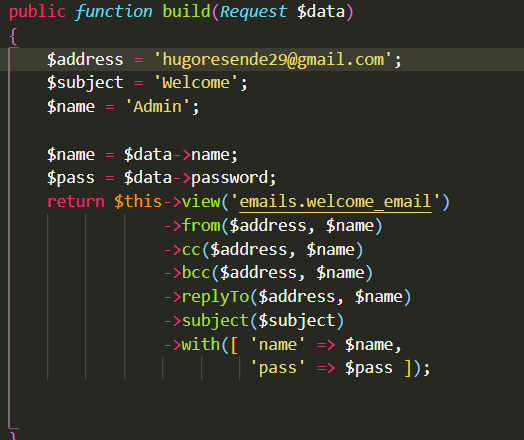 public function build(Request $data)
{
$address = 'hugoresende29@gmail.com';
$subject = 'Welcome';
$name = 'Admin';
$name = $data->name;
$pass = $data->password;
return $this->view('emails.welcome_email')
->from($address, $name)
->cc($address, $name)
->bcc($address, $name)
->replyTo($address, $name)
->subject($subject)
->with([ 'name' => $name,
'pass' => $pass ]);
}